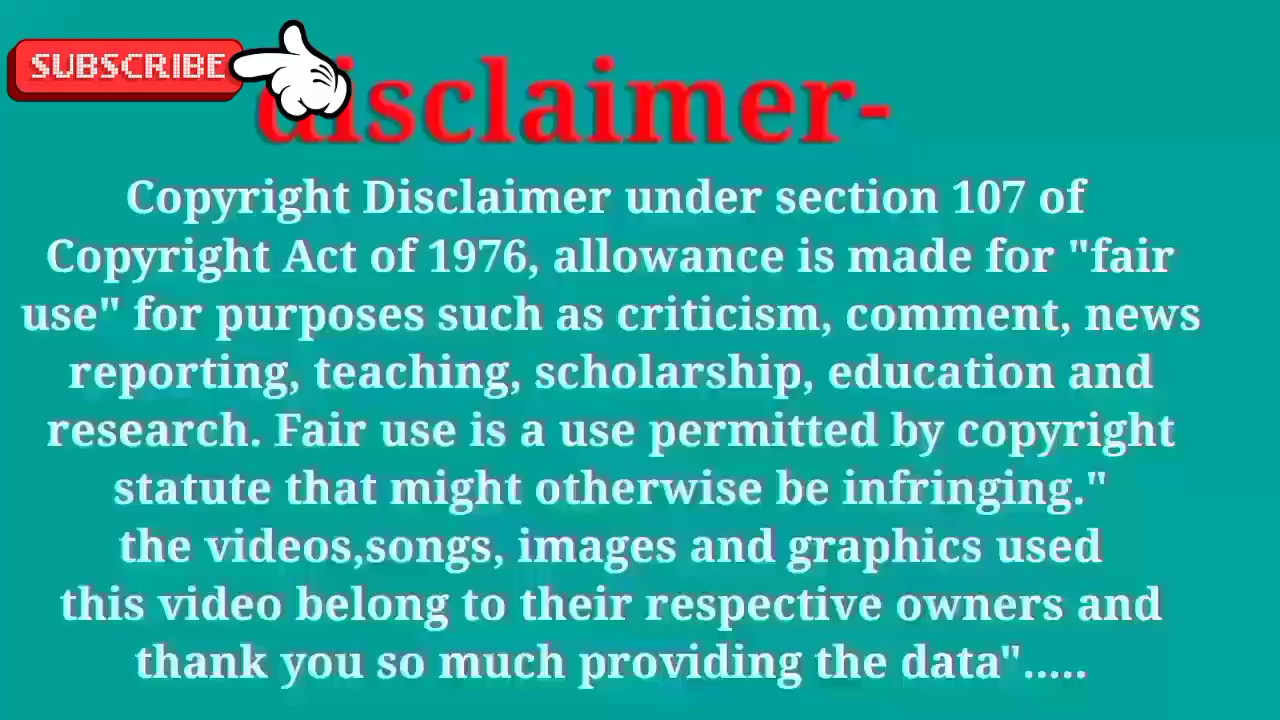 SUBSCRIBE
disclaimer-
Copyright Disclaimer under section 107 of
Copyright Act of 1976, allowance is made for "fair
use" for purposes such as criticism, comment, news
reporting, teaching, scholarship, education and
research. Fair use is a use permitted by copyright
statute that might otherwise be infringing."
the videos,songs, images and graphics used
this video belong to their respective owners and
thank you so much providing the data".....